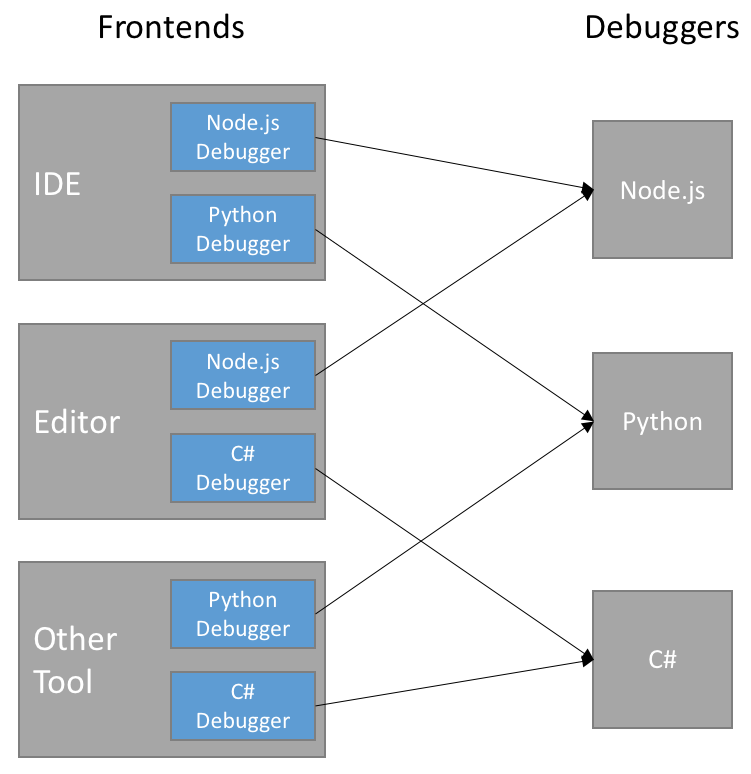 Frontends
Debuggers
IDE
Node.js
Debugger
Python
Debugger
Editor
Node.js
Debugger
C#
Debugger
Other
Tool
Python
Debugger
C#
Debugger
Node.js
Python
C#